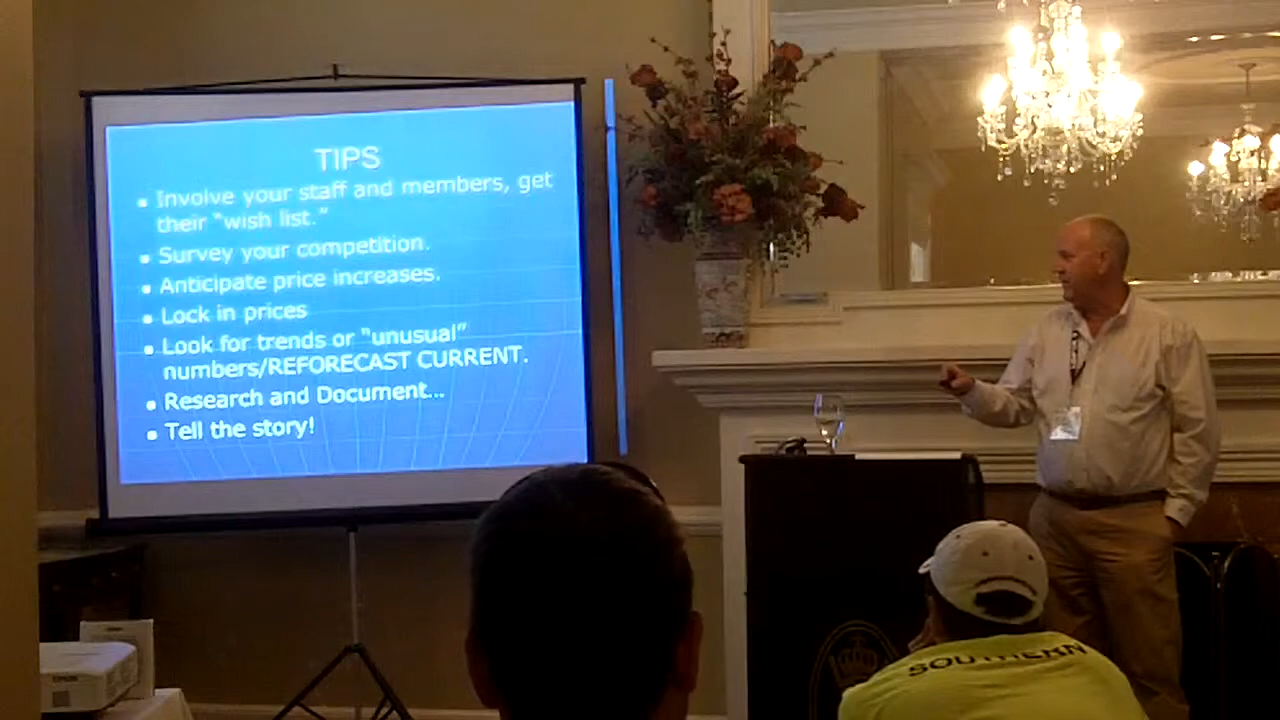 TIPS
Involve your staff and members, get
their "wish list."
Survey your competition.
Anticipate price increases.
Lock in prices
Look for trends or "unusual"
numbers/REFORECAST CURRENT.
Research and Document...
Tell the story!
EPSON
SOUTHERN